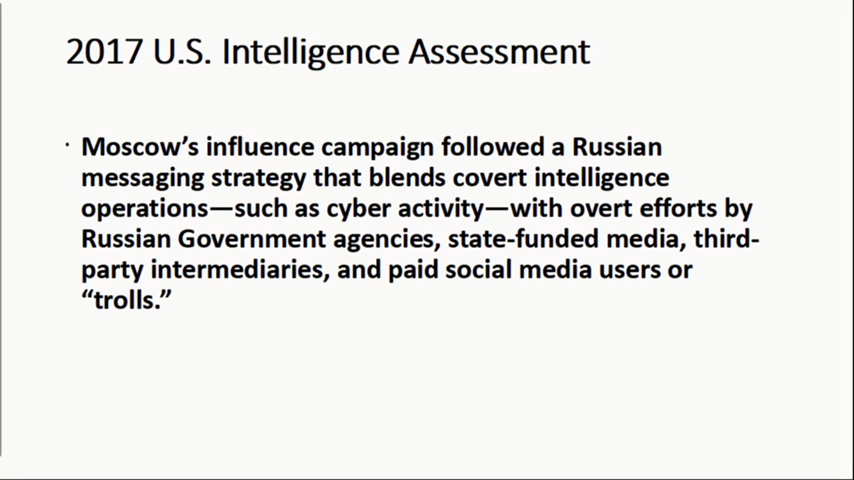 2017 U.S. Intelligence Assessment
· Moscow’s influence campaign followed a Russian
messaging strategy that blends covert intelligence
operations—such as cyber activity—with overt efforts by
Russian Government agencies, state-funded media, third-
party intermediaries, and paid social media users or
“trolls.”